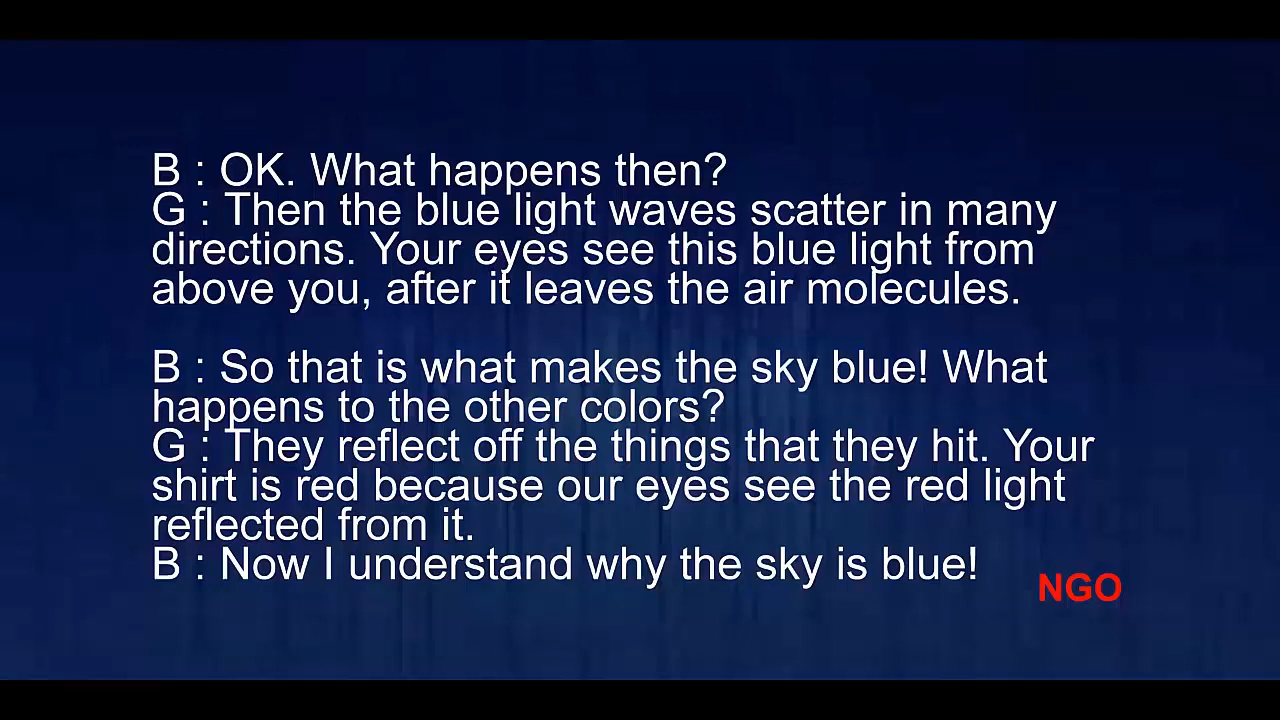 B : OK. What happens then?
G : Then the blue light waves scatter in many
directions. Your eyes see this blue light from
above you, after it leaves the air molecules.
B : So that is what makes the sky blue! What
happens to the other colors?
G : They reflect off the things that they hit. Your
shirt is red because our eyes see the red light
reflected from it.
B : Now I understand why the sky is blue!
NGO